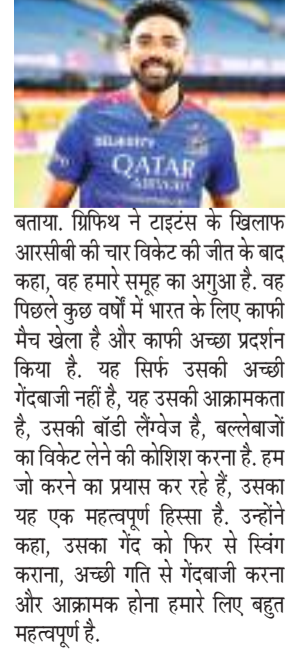 QATAR
AIRWAYS
बताया. ग्रिफिथ ने टाइटंस के खिलाफ
आरसीबी की चार विकेट की जीत के बाद
कहा, वह हमारे समूह का अगुआ है. वह
पिछले कुछ वर्षों में भारत के लिए काफी
मैच खेला है और काफी अच्छा प्रदर्शन
किया है. यह सिर्फ उसकी अच्छी
गेंदबाजी नहीं है, यह उसकी आक्रामकता
है, उसकी बॉडी लैंग्वेज है, बल्लेबाजों
का विकेट लेने की कोशिश करना है. हम
जो करने का प्रयास कर रहे हैं, उसका
यह एक महत्वपूर्ण हिस्सा है. उन्होंने
कहा, उसका गेंद को फिर से स्विंग
कराना, अच्छी गति से गेंदबाजी करना
और आक्रामक होना हमारे लिए बहुत
महत्वपूर्ण है.